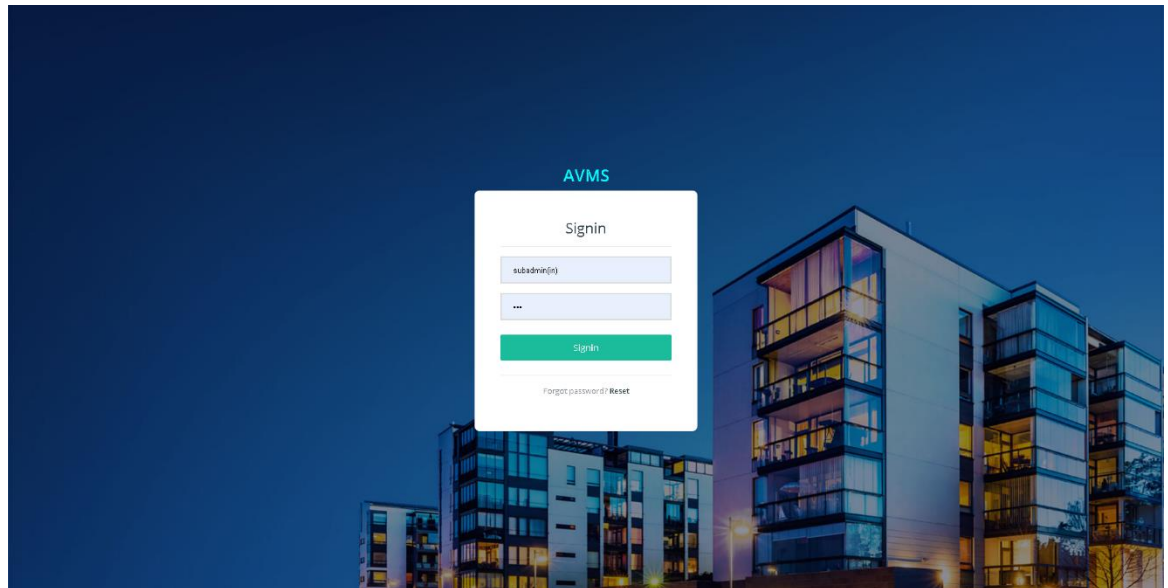 AVMS
Signin
subadmin(in)
•••
SignIn
Forgot password? Reset